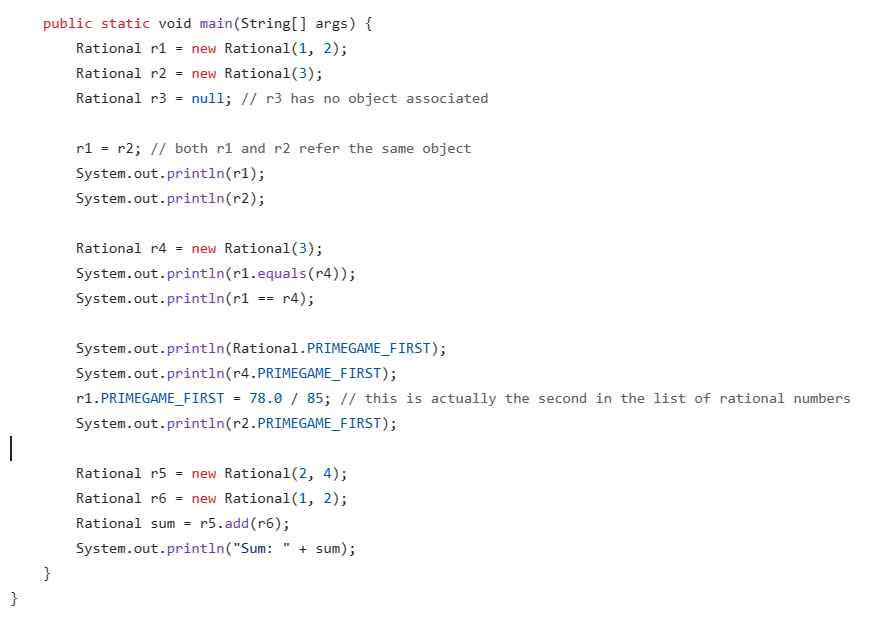 public static void main(String[] args) {
Rational r1 = new Rational(1, 2);
Rational r2 = new Rational(3);
Rational r3 = null; // r3 has no object associated
r1 = r2; // both r1 and r2 refer the same object
System.out.println(r1);
System.out.println(r2);
Rational r4 = new Rational(3);
System.out.println(r1.equals(r4));
System.out.println(r1 == r4);
System.out.println(Rational.PRIMEGAME_FIRST);
System.out.println(r4.PRIMEGAME_FIRST);
r1.PRIMEGAME_FIRST = 78.0 / 85; // this is actually the second in the list of rational numbers
System.out.println(r2.PRIMEGAME_FIRST);
Rational r5 = new Rational(2, 4);
Rational r6 = new Rational(1, 2);
Rational sum = r5.add(r6);
System.out.println("Sum: " + sum);
}
}